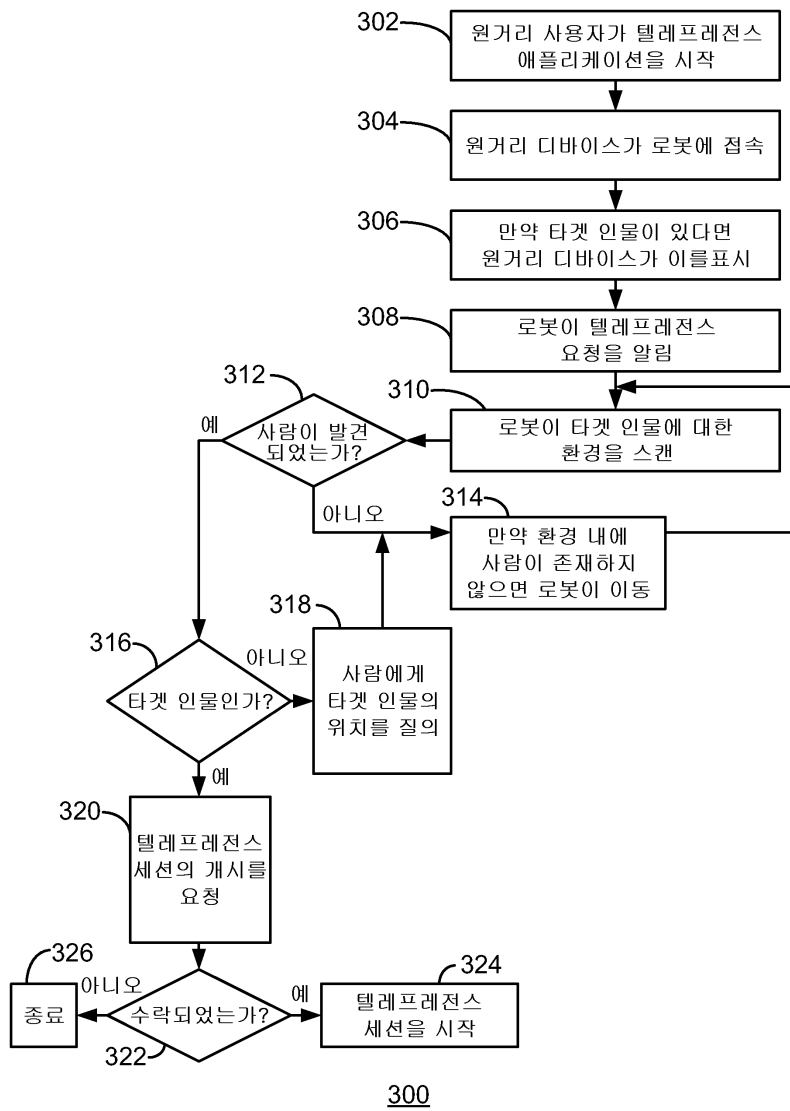 302
원거리 사용자가 텔레프레전스
애플리케이션을 시작
304
원거리 디바이스가 로봇에 접속
306
만약 타겟 인물이 있다면
원거리 디바이스가 이를표시
308
로봇이 텔레프레전스
요청을 알림
310
로봇이 타겟 인물에 대한
환경을 스캔
312
사람이 발견
되었는가?
예
아니오
314
만약 환경 내에
사람이 존재하지
않으면 로봇이 이동
316
타겟 인물인가?
아니오
예
318
사람에게
타겟 인물의
위치를 질의
320
텔레프레전스
세션의 개시를
요청
322
수락되었는가?
아니오
예
326
종료
324
텔레프레전스
세션을 시작
300